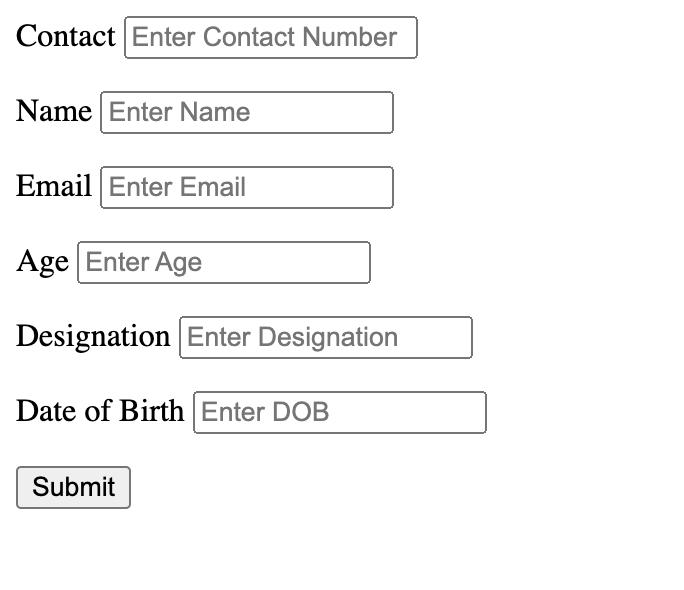 Contact Enter Contact Number
Name Enter Name
Email Enter Email
Age Enter Age
Designation Enter Designation
Date of Birth Enter DOB
Submit